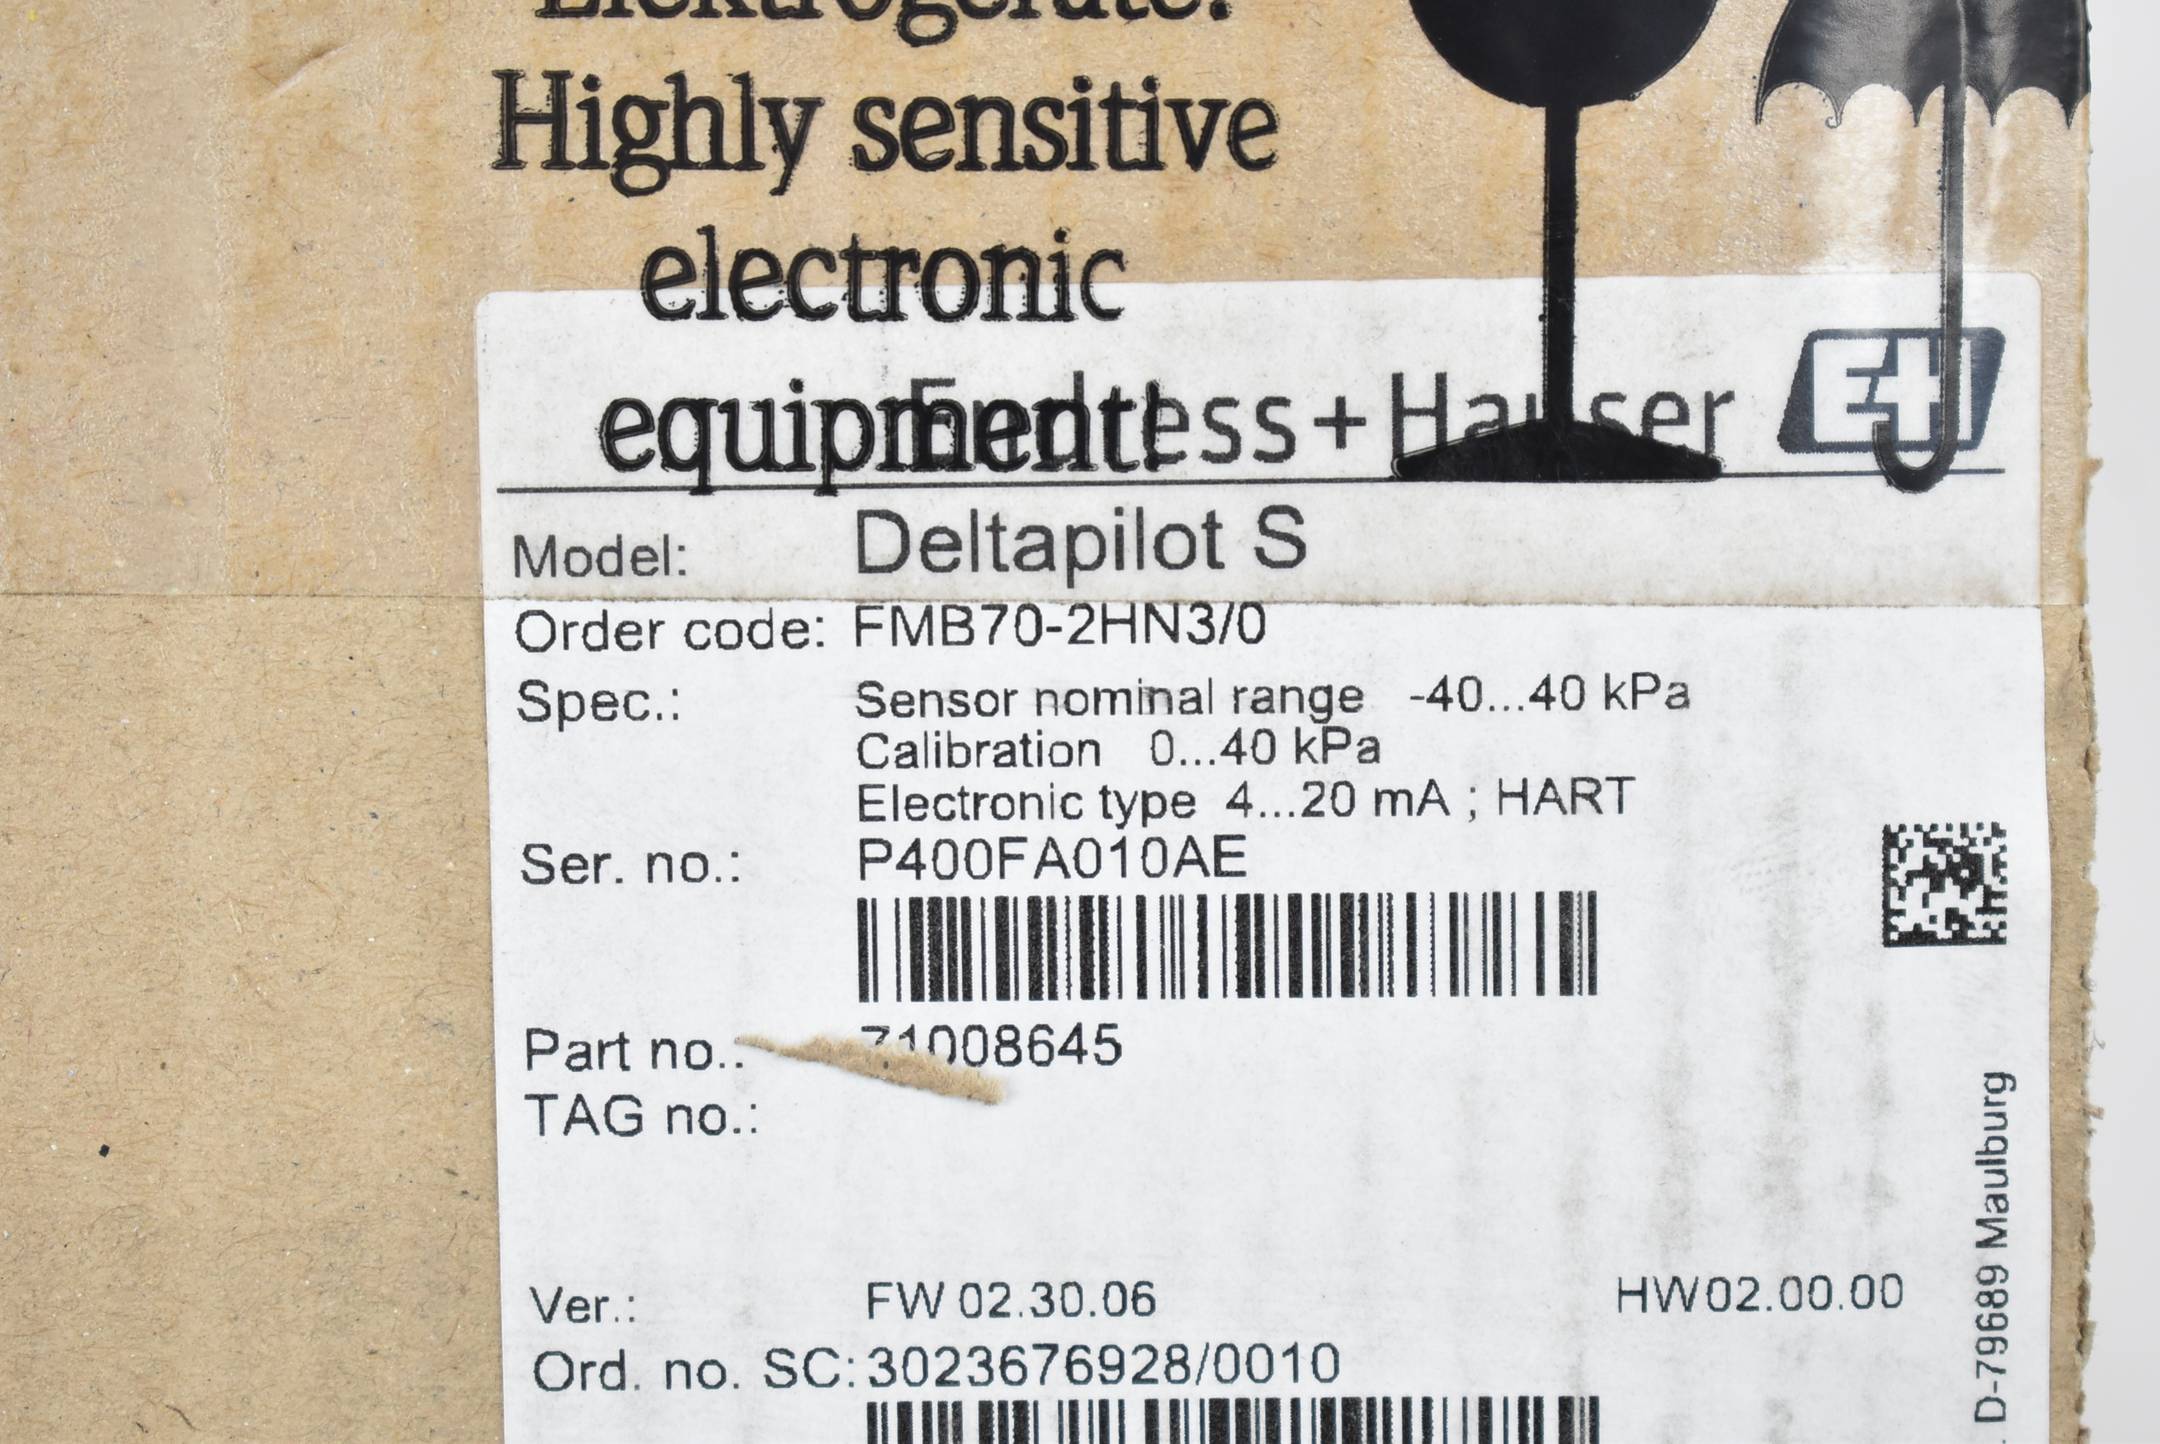 Elektrogeräte!
Highly sensitive
electronic
equipment!
Endress+Hauser
E+H
Model: Deltapilot S
Order code: FMB70-2HN3/0
Spec.: Sensor nominal range -40...40 kPa
Calibration 0...40 kPa
Electronic type 4...20 mA ; HART
Ser. no.: P400FA010AE
Part no.: 71008645
TAG no.:
Ver.: FW 02.30.06 HW02.00.00
Ord. no. SC: 3023676928/0010
D-79689 Maulburg